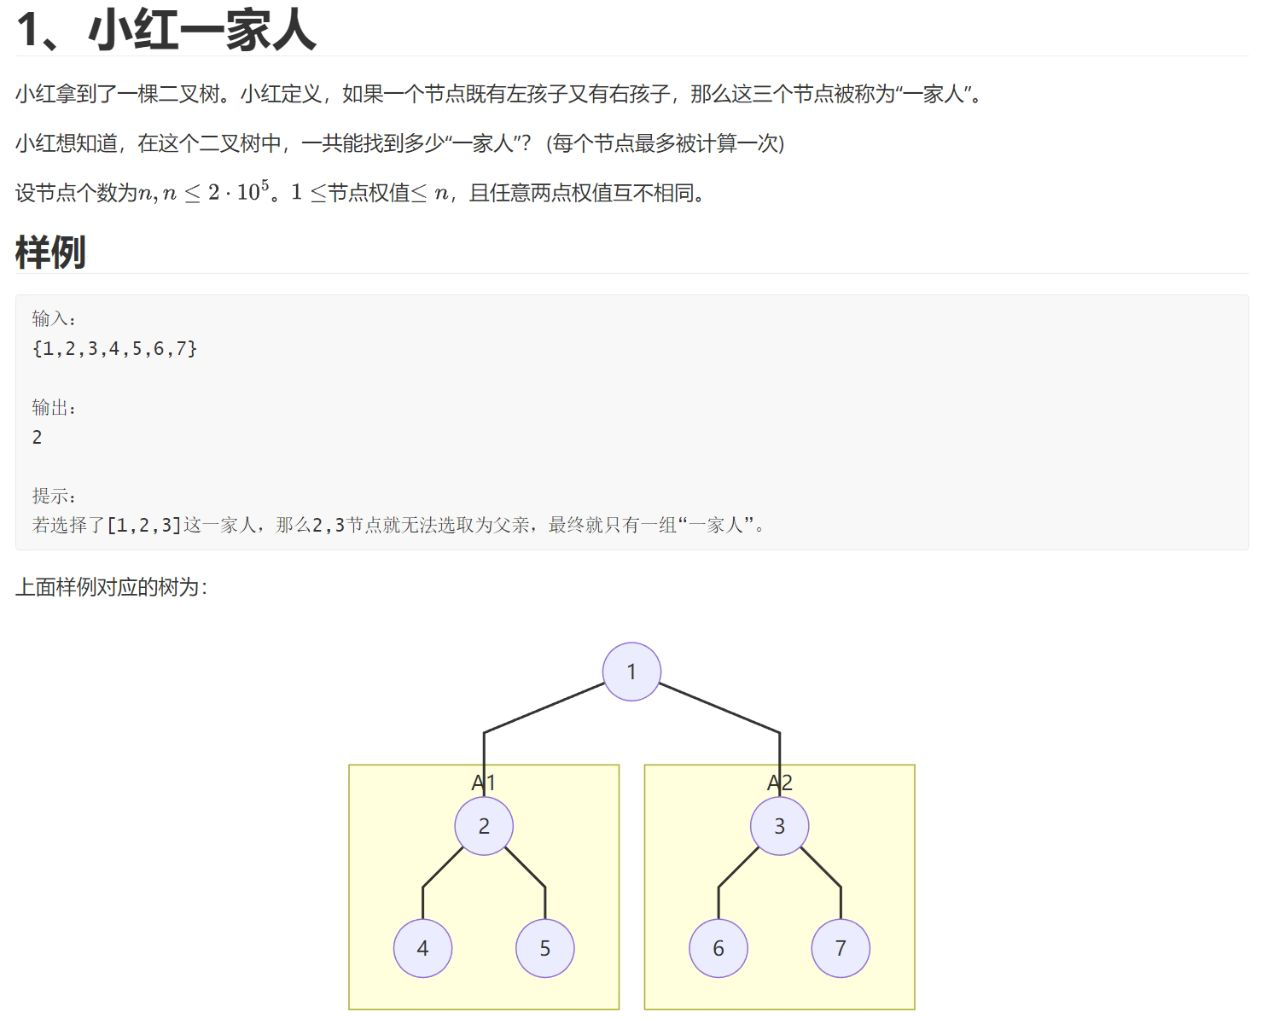 1、小红一家人
小红拿到了一棵二叉树。小红定义，如果一个节点既有左孩子又有右孩子，那么这三个节点被称为“一家人”。
小红想知道，在这个二叉树中，一共能找到多少“一家人”？（每个节点最多被计算一次）
设节点个数为n, n ≤ 2 · 10⁵。1 ≤节点权值≤ n，且任意两点权值互不相同。
样例
输入：
{1,2,3,4,5,6,7}
输出：
2
提示：
若选择了[1,2,3]这一家人，那么2,3节点就无法选取为父亲，最终就只有一组“一家人”。
上面样例对应的树为：
1
A1 A2
2 3
4 5 6 7